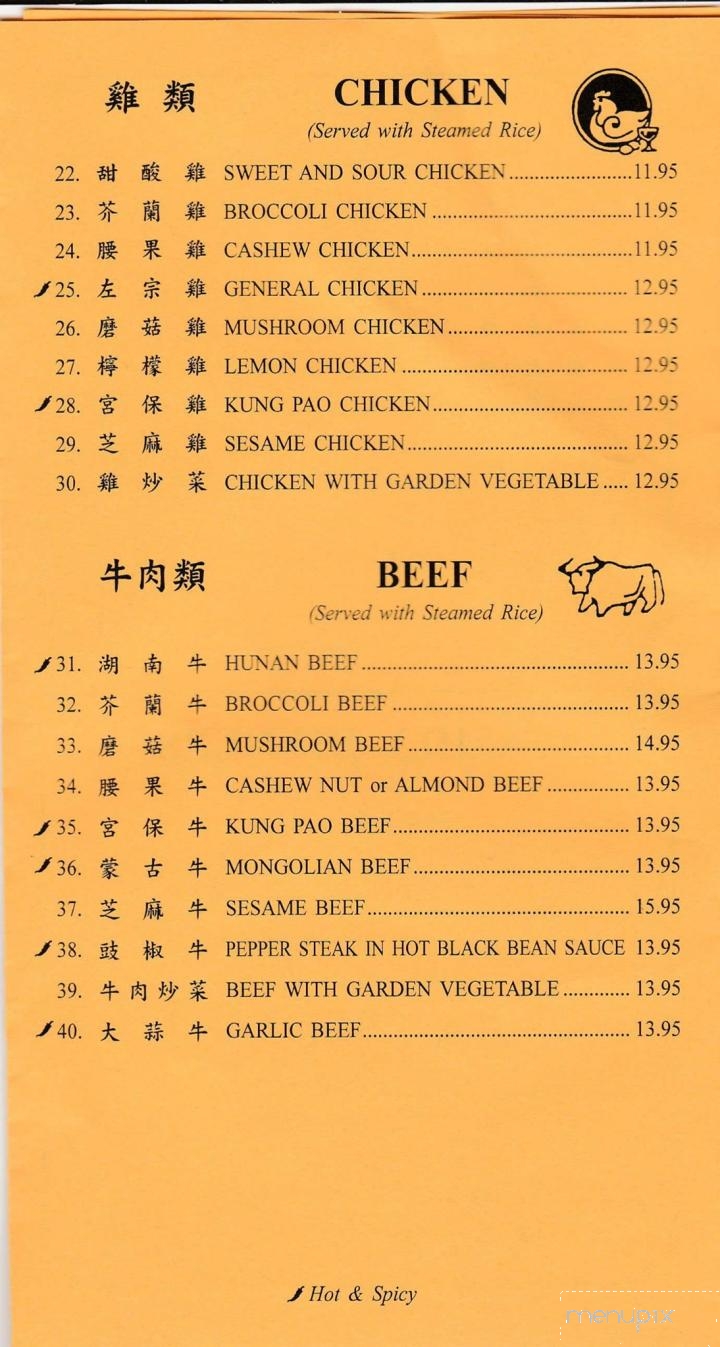 雞 類 CHICKEN
(Served with Steamed Rice)
22. 甜 酸 雞 SWEET AND SOUR CHICKEN..........................11.95
23. 芥 蘭 雞 BROCCOLI CHICKEN ..........................................11.95
24. 腰 果 雞 CASHEW CHICKEN.............................................11.95
25. 左 宗 雞 GENERAL CHICKEN ........................................... 12.95
26. 磨 菇 雞 MUSHROOM CHICKEN...................................... 12.95
27. 檸 檬 雞 LEMON CHICKEN ............................................... 12.95
28. 宮 保 雞 KUNG PAO CHICKEN......................................... 12.95
29. 芝 麻 雞 SESAME CHICKEN.............................................. 12.95
30. 雞 炒 菜 CHICKEN WITH GARDEN VEGETABLE ..... 12.95
牛肉類 BEEF
(Served with Steamed Rice)
31. 湖 南 牛 HUNAN BEEF........................................................ 13.95
32. 芥 蘭 牛 BROCCOLI BEEF ................................................. 13.95
33. 磨 菇 牛 MUSHROOM BEEF.............................................. 14.95
34. 腰 果 牛 CASHEW NUT or ALMOND BEEF ................. 13.95
35. 宮 保 牛 KUNG PAO BEEF................................................. 13.95
36. 蒙 古 牛 MONGOLIAN BEEF............................................. 13.95
37. 芝 麻 牛 SESAME BEEF....................................................... 15.95
38. 豉 椒 牛 PEPPER STEAK IN HOT BLACK BEAN SAUCE 13.95
39. 牛 肉 炒 菜 BEEF WITH GARDEN VEGETABLE .............. 13.95
40. 大 蒜 牛 GARLIC BEEF........................................................ 13.95
Hot & Spicy
menupix